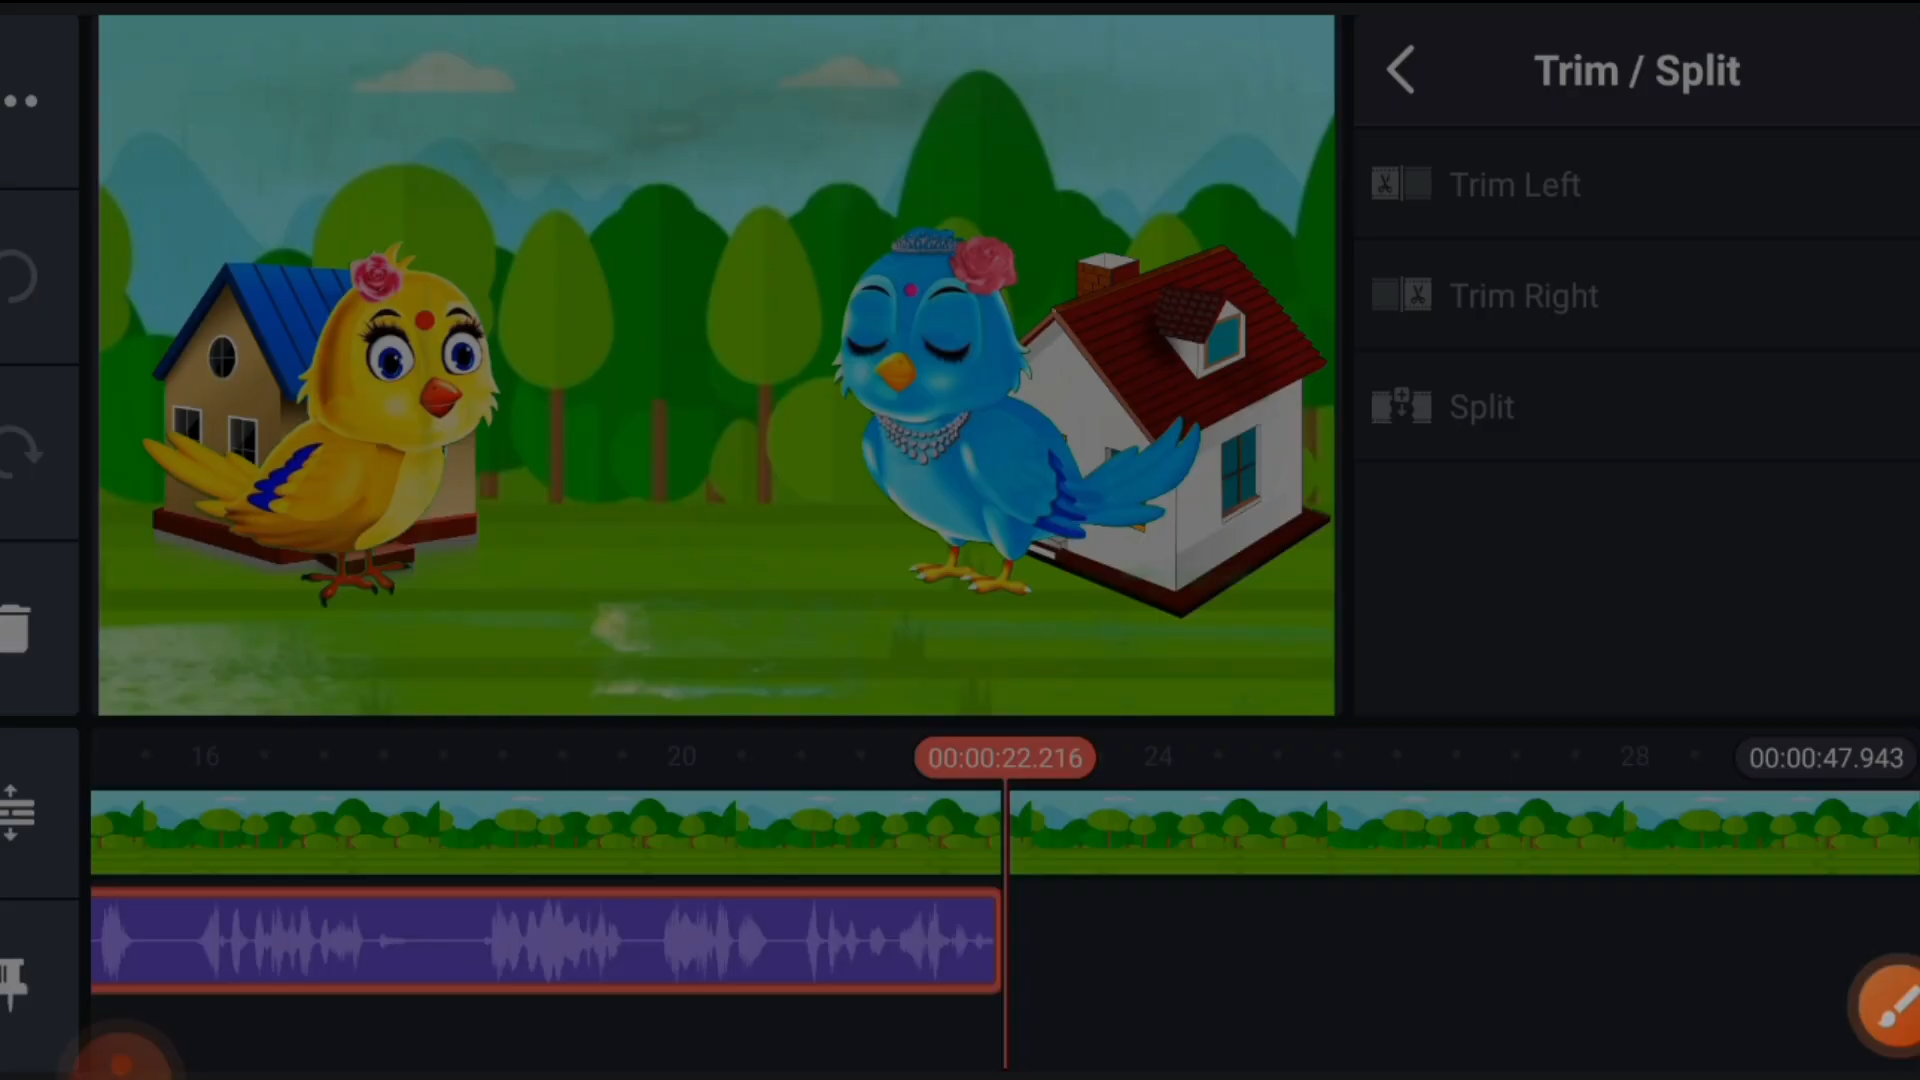 Trim / Split
Trim Left
Trim Right
Split
16
20
00:00:22.216
24
28
00:00:47.943